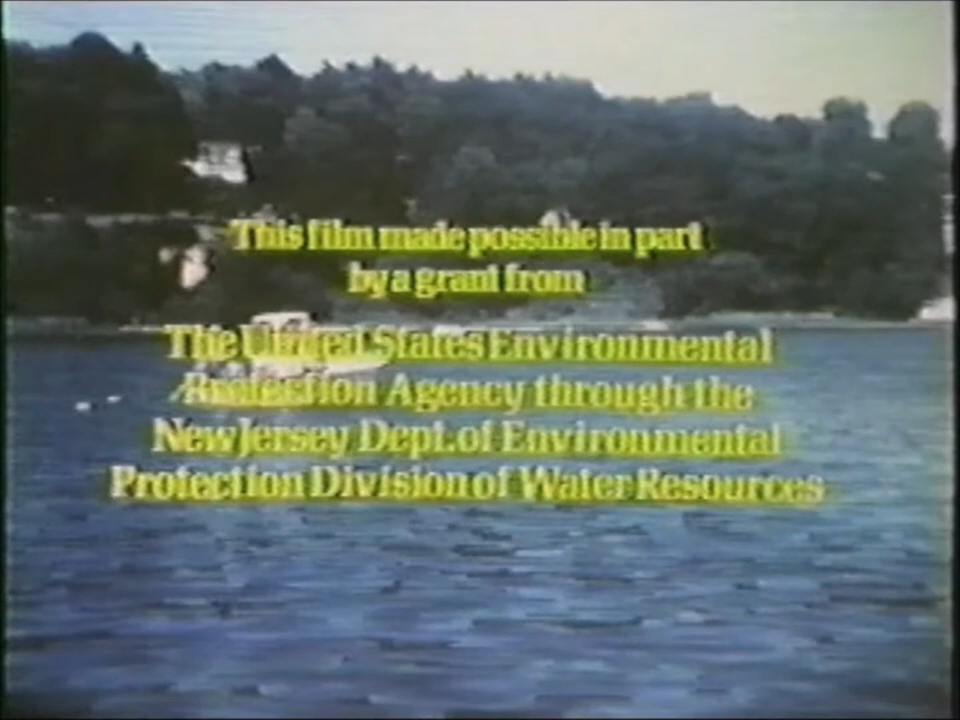 This film made possible in part
by a grant from
The United States Environmental
Protection Agency through the
New Jersey Dept. of Environmental
Protection Division of Water Resources